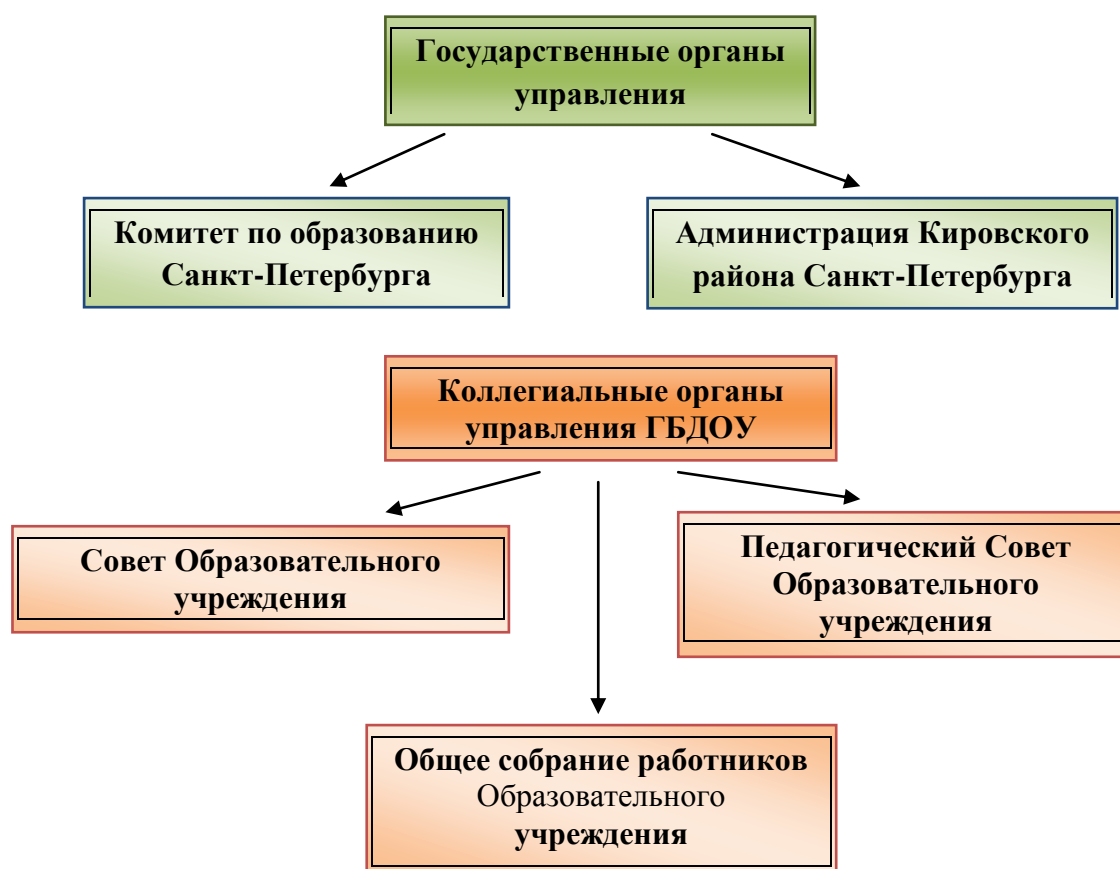 Государственные органы
управления
Комитет по образованию
Санкт-Петербурга
Администрация Кировского
района Санкт-Петербурга
Коллегиальные органы
управления ГБДОУ
Совет Образовательного
учреждения
Педагогический Совет
Образовательного
учреждения
Общее собрание работников
Образовательного
учреждения